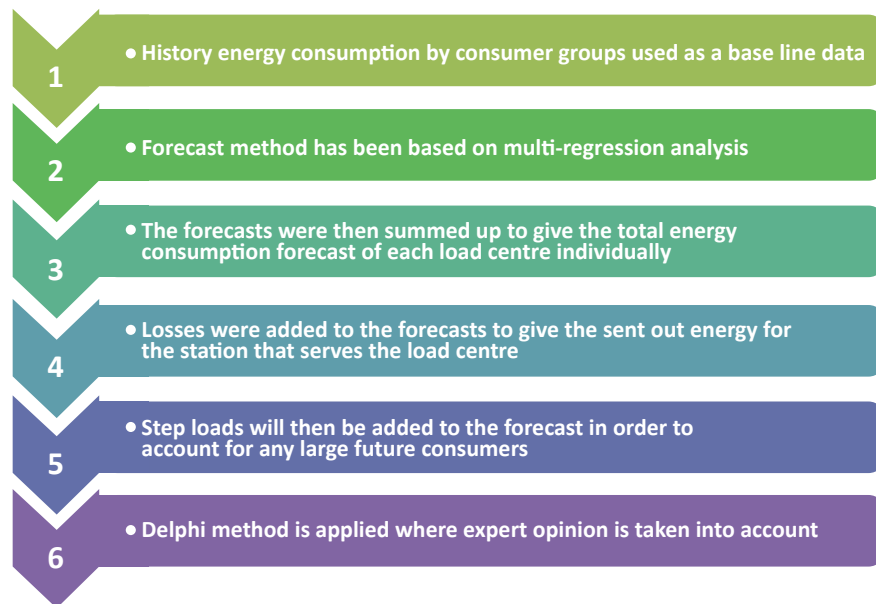 1
• History energy consumption by consumer groups used as a base line data
2
• Forecast method has been based on multi-regression analysis
3
• The forecasts were then summed up to give the total energy
consumption forecast of each load centre individually
4
• Losses were added to the forecasts to give the sent out energy for
the station that serves the load centre
5
• Step loads will then be added to the forecast in order to
account for any large future consumers
6
• Delphi method is applied where expert opinion is taken into account